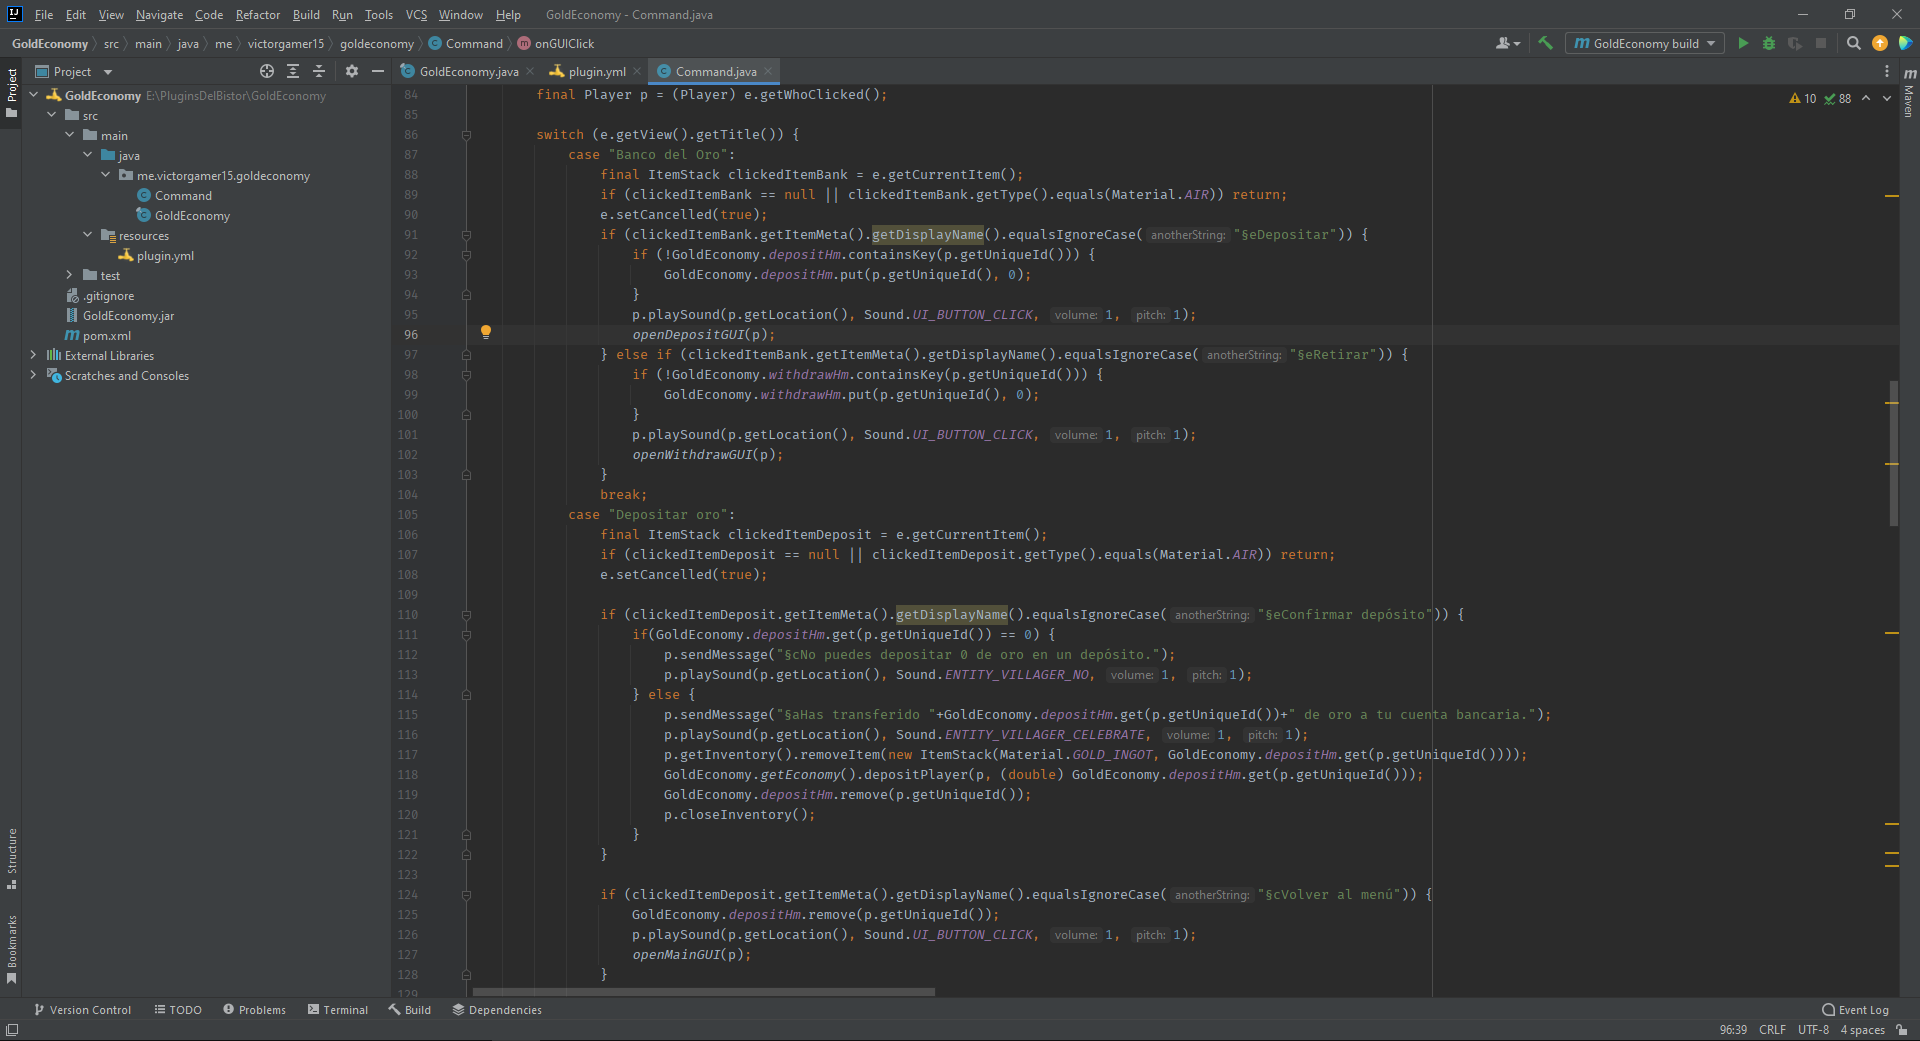 File Edit View Navigate Code Refactor Build Run Tools VCS Window Help GoldEconomy - Command.java
GoldEconomy src main java me victorgamer15 goldeconomy Command onGUIClick GoldEconomy build
Project GoldEconomy.java plugin.yml Command.java
Project
Maven
Structure
Bookmarks
GoldEconomy E:\PluginsDelBistor\GoldEconomy
src
main
java
me.victorgamer15.goldeconomy
Command
GoldEconomy
resources
plugin.yml
test
.gitignore
GoldEconomy.jar
pom.xml
External Libraries
Scratches and Consoles
10 88
84 final Player p = (Player) e.getWhoClicked();
85
86 switch (e.getView().getTitle()) {
87 case "Banco del Oro":
88 final ItemStack clickedItemBank = e.getCurrentItem();
89 if (clickedItemBank == null || clickedItemBank.getType().equals(Material.AIR)) return;
90 e.setCancelled(true);
91 if (clickedItemBank.getItemMeta().getDisplayName().equalsIgnoreCase( anotherString: "§eDepositar")) {
92 if (!GoldEconomy.depositHm.containsKey(p.getUniqueId())) {
93 GoldEconomy.depositHm.put(p.getUniqueId(), 0);
94 }
95 p.playSound(p.getLocation(), Sound.UI_BUTTON_CLICK, volume: 1, pitch: 1);
96 openDepositGUI(p);
97 } else if (clickedItemBank.getItemMeta().getDisplayName().equalsIgnoreCase( anotherString: "§eRetirar")) {
98 if (!GoldEconomy.withdrawHm.containsKey(p.getUniqueId())) {
99 GoldEconomy.withdrawHm.put(p.getUniqueId(), 0);
100 }
101 p.playSound(p.getLocation(), Sound.UI_BUTTON_CLICK, volume: 1, pitch: 1);
102 openWithdrawGUI(p);
103 }
104 break;
105 case "Depositar oro":
106 final ItemStack clickedItemDeposit = e.getCurrentItem();
107 if (clickedItemDeposit == null || clickedItemDeposit.getType().equals(Material.AIR)) return;
108 e.setCancelled(true);
109
110 if (clickedItemDeposit.getItemMeta().getDisplayName().equalsIgnoreCase( anotherString: "§eConfirmar depósito")) {
111 if(GoldEconomy.depositHm.get(p.getUniqueId()) == 0) {
112 p.sendMessage("§cNo puedes depositar 0 de oro en un depósito.");
113 p.playSound(p.getLocation(), Sound.ENTITY_VILLAGER_NO, volume: 1, pitch: 1);
114 } else {
115 p.sendMessage("§aHas transferido "+GoldEconomy.depositHm.get(p.getUniqueId())+" de oro a tu cuenta bancaria.");
116 p.playSound(p.getLocation(), Sound.ENTITY_VILLAGER_CELEBRATE, volume: 1, pitch: 1);
117 p.getInventory().removeItem(new ItemStack(Material.GOLD_INGOT, GoldEconomy.depositHm.get(p.getUniqueId())));
118 GoldEconomy.getEconomy().depositPlayer(p, (double) GoldEconomy.depositHm.get(p.getUniqueId()));
119 GoldEconomy.depositHm.remove(p.getUniqueId());
120 p.closeInventory();
121 }
122 }
123
124 if (clickedItemDeposit.getItemMeta().getDisplayName().equalsIgnoreCase( anotherString: "§cVolver al menú")) {
125 GoldEconomy.depositHm.remove(p.getUniqueId());
126 p.playSound(p.getLocation(), Sound.UI_BUTTON_CLICK, volume: 1, pitch: 1);
127 openMainGUI(p);
128 }
129
Version Control TODO Problems Terminal Build Dependencies Event Log
96:39 CRLF UTF-8 4 spaces